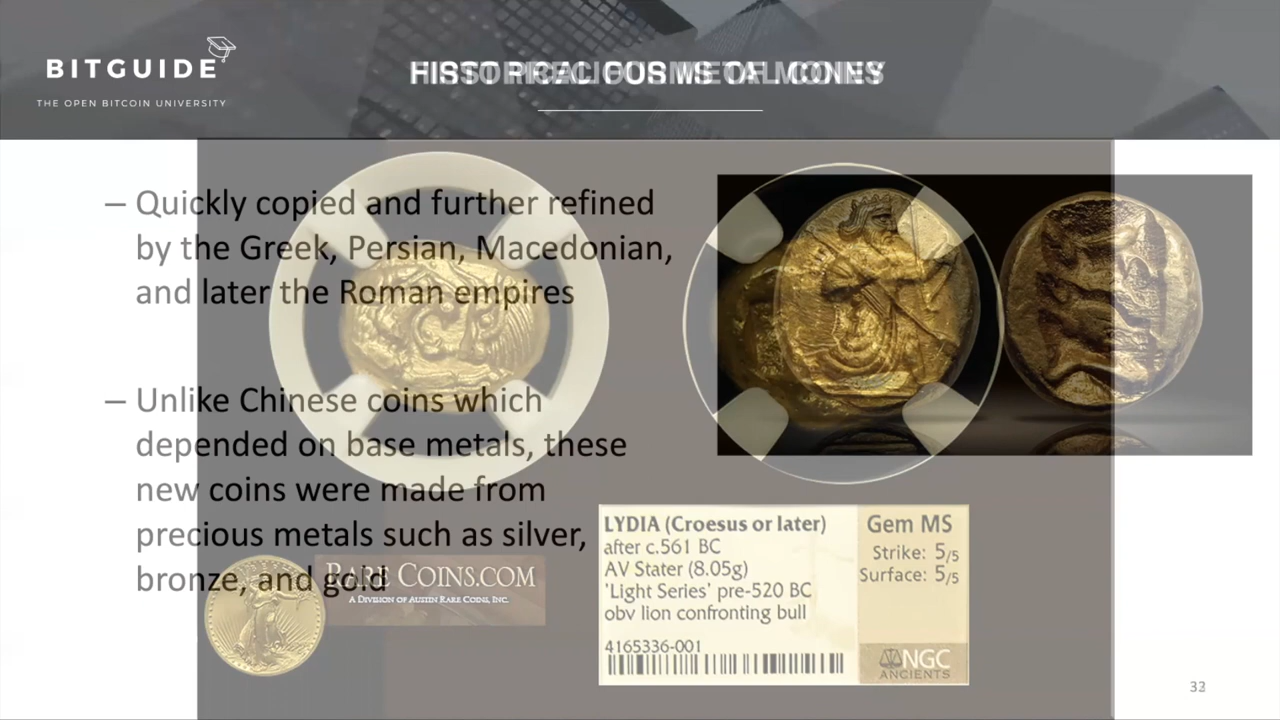 BITGUIDE
THE OPEN BITCOIN UNIVERSITY
– Quickly copied and further refined
by the Greek, Persian, Macedonian,
and later the Roman empires
– Unlike Chinese coins which
depended on base metals, these
new coins were made from
precious metals such as silver,
bronze, and gold
RARE COINS.COM
A DIVISION OF AUSTIN RARE COINS, INC.
LYDIA (Croesus or later)
after c.561 BC
AV Stater (8.05g)
'Light Series' pre-520 BC
obv lion confronting bull
4165336-001
Gem MS
Strike: 5/5
Surface: 5/5
NGC
ANCIENTS